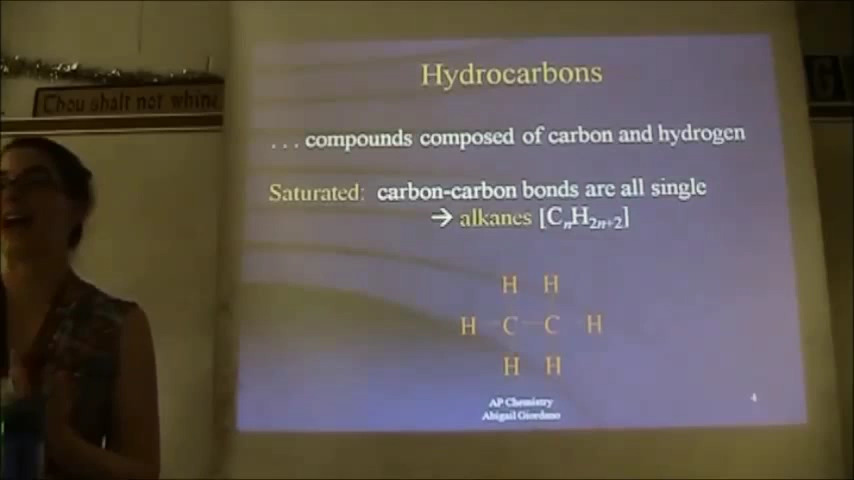 Hydrocarbons
Chou shalt not whine
. . . compounds composed of carbon and hydrogen
Saturated: carbon-carbon bonds are all single
→ alkanes [CₙH₂ₙ₊₂]
H H
H C C H
H H
AP Chemistry
Abigail Giordano
4
G